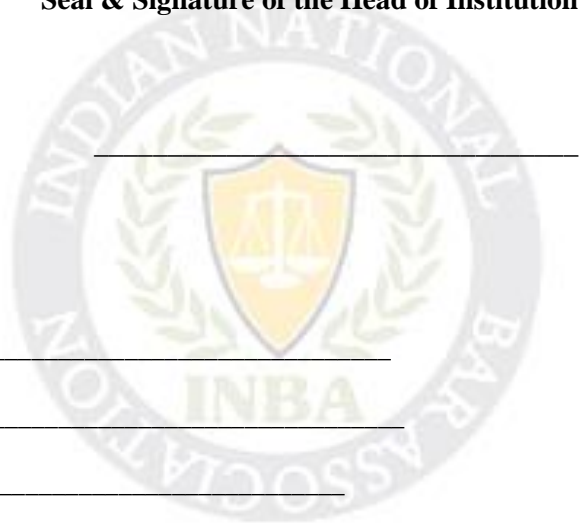 Seal & Signature of the Head of Institution
INDIAN NATIONAL
BAR ASSOCIATION
INBA